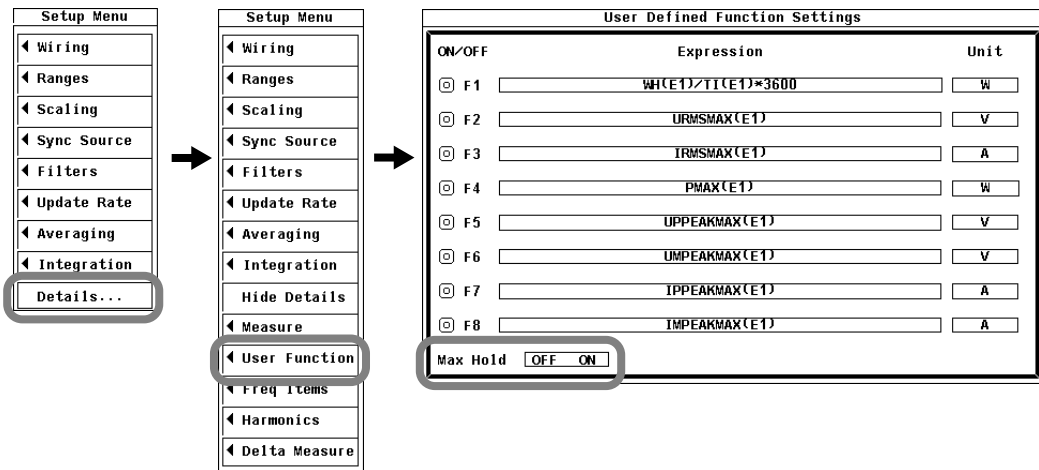 Setup Menu
Wiring
Ranges
Scaling
Sync Source
Filters
Update Rate
Averaging
Integration
Details...
Setup Menu
Wiring
Ranges
Scaling
Sync Source
Filters
Update Rate
Averaging
Integration
Hide Details
Measure
User Function
Freq Items
Harmonics
Delta Measure
User Defined Function Settings
ON/OFF Expression Unit
F1 WH(E1)/TI(E1)*3600 W
F2 URMSMAX(E1) V
F3 IRMSMAX(E1) A
F4 PMAX(E1) W
F5 UPPEAKMAX(E1) V
F6 UMPEAKMAX(E1) V
F7 IPPEAKMAX(E1) A
F8 IMPEAKMAX(E1) A
Max Hold OFF ON